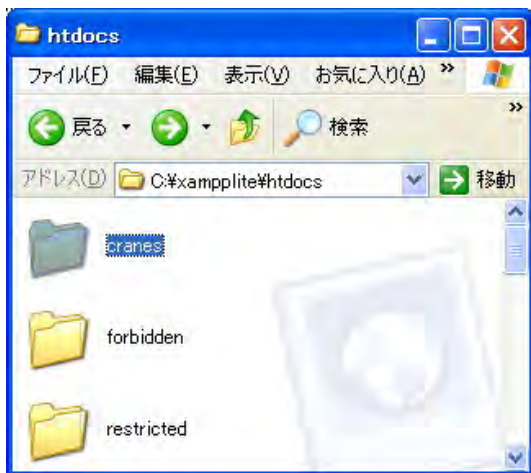 htdocs
ファイル(F) 編集(E) 表示(V) お気に入り(A) »
戻る 検索 »
アドレス(D) C:¥xampplite¥htdocs 移動
cranes
forbidden
restricted